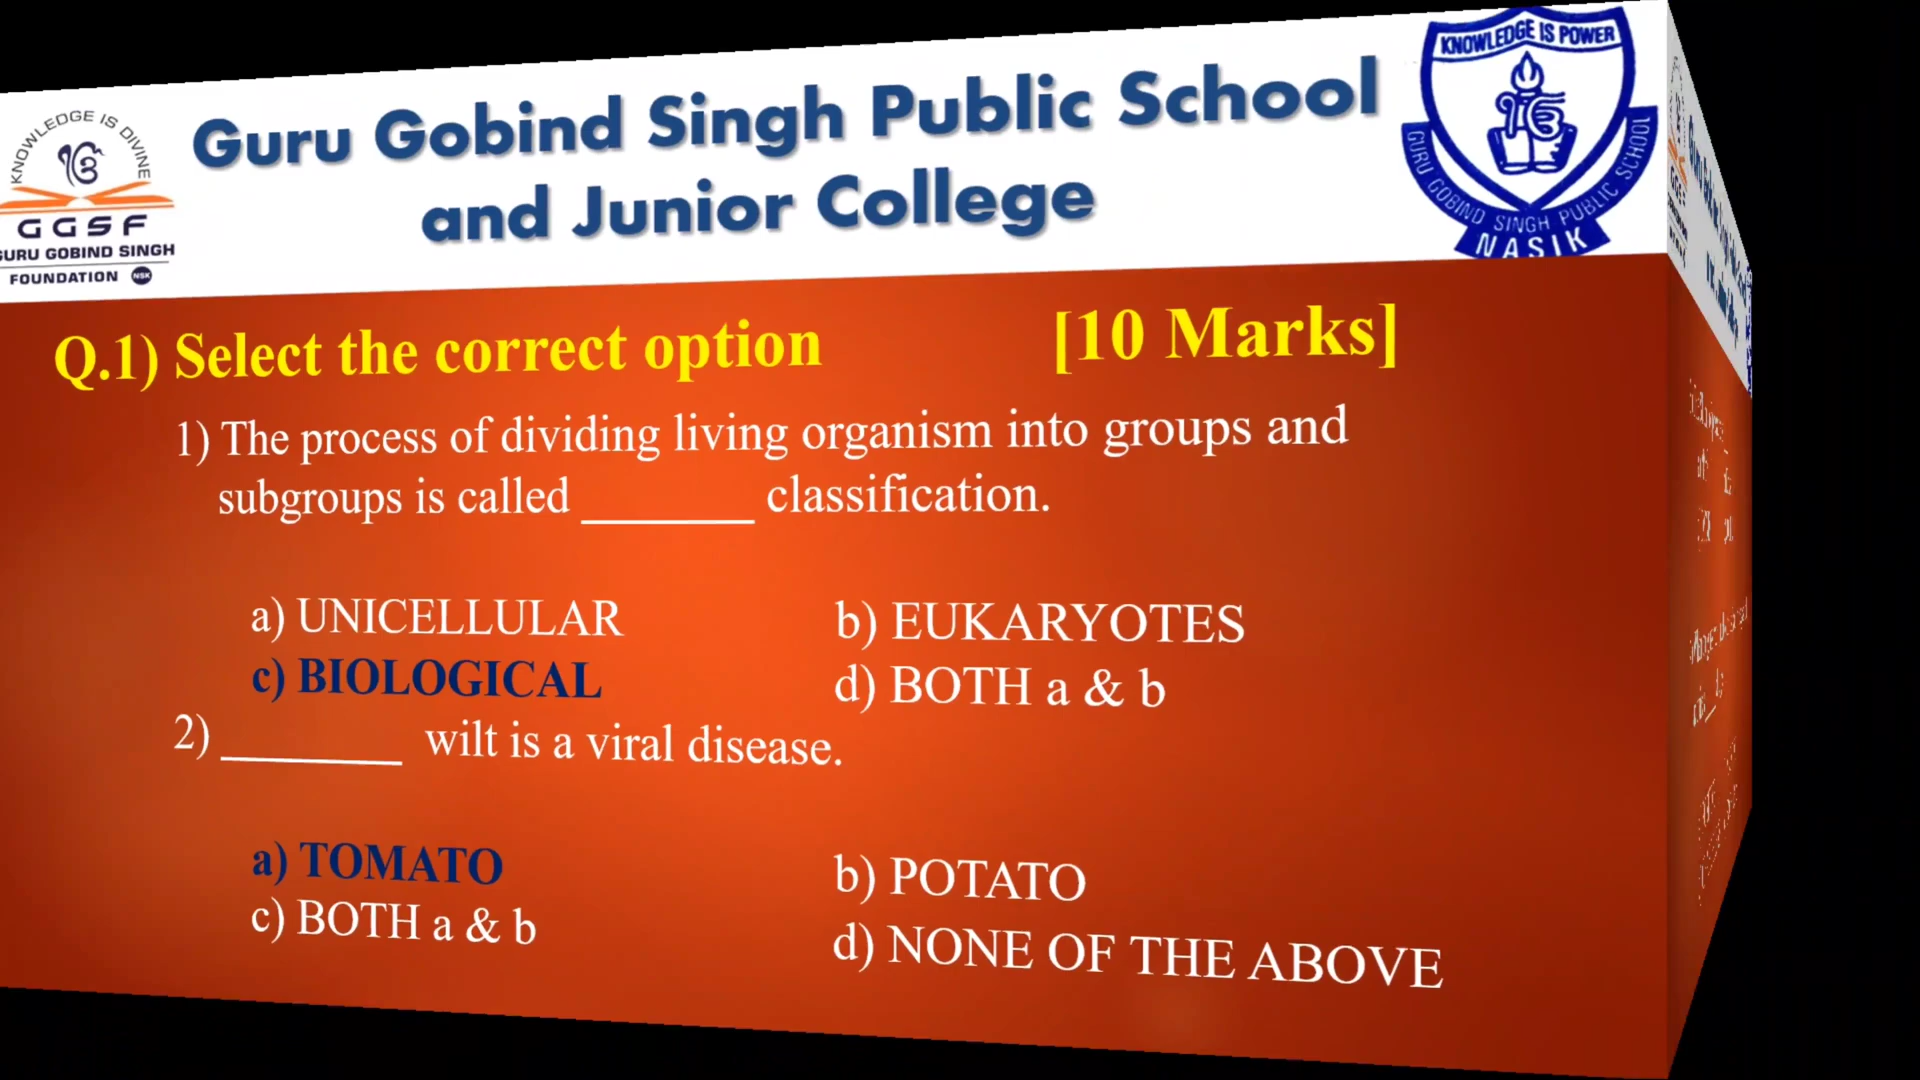 KNOWLEDGE IS DIVINE
GGSF
GURU GOBIND SINGH
FOUNDATION NSK
Guru Gobind Singh Public School
and Junior College
KNOWLEDGE IS POWER
GURU GOBIND SINGH PUBLIC SCHOOL
NASIK
Q.1) Select the correct option [10 Marks]
1) The process of dividing living organism into groups and
subgroups is called _______ classification.
a) UNICELLULAR b) EUKARYOTES
c) BIOLOGICAL d) BOTH a & b
2) _______ wilt is a viral disease.
a) TOMATO b) POTATO
c) BOTH a & b d) NONE OF THE ABOVE